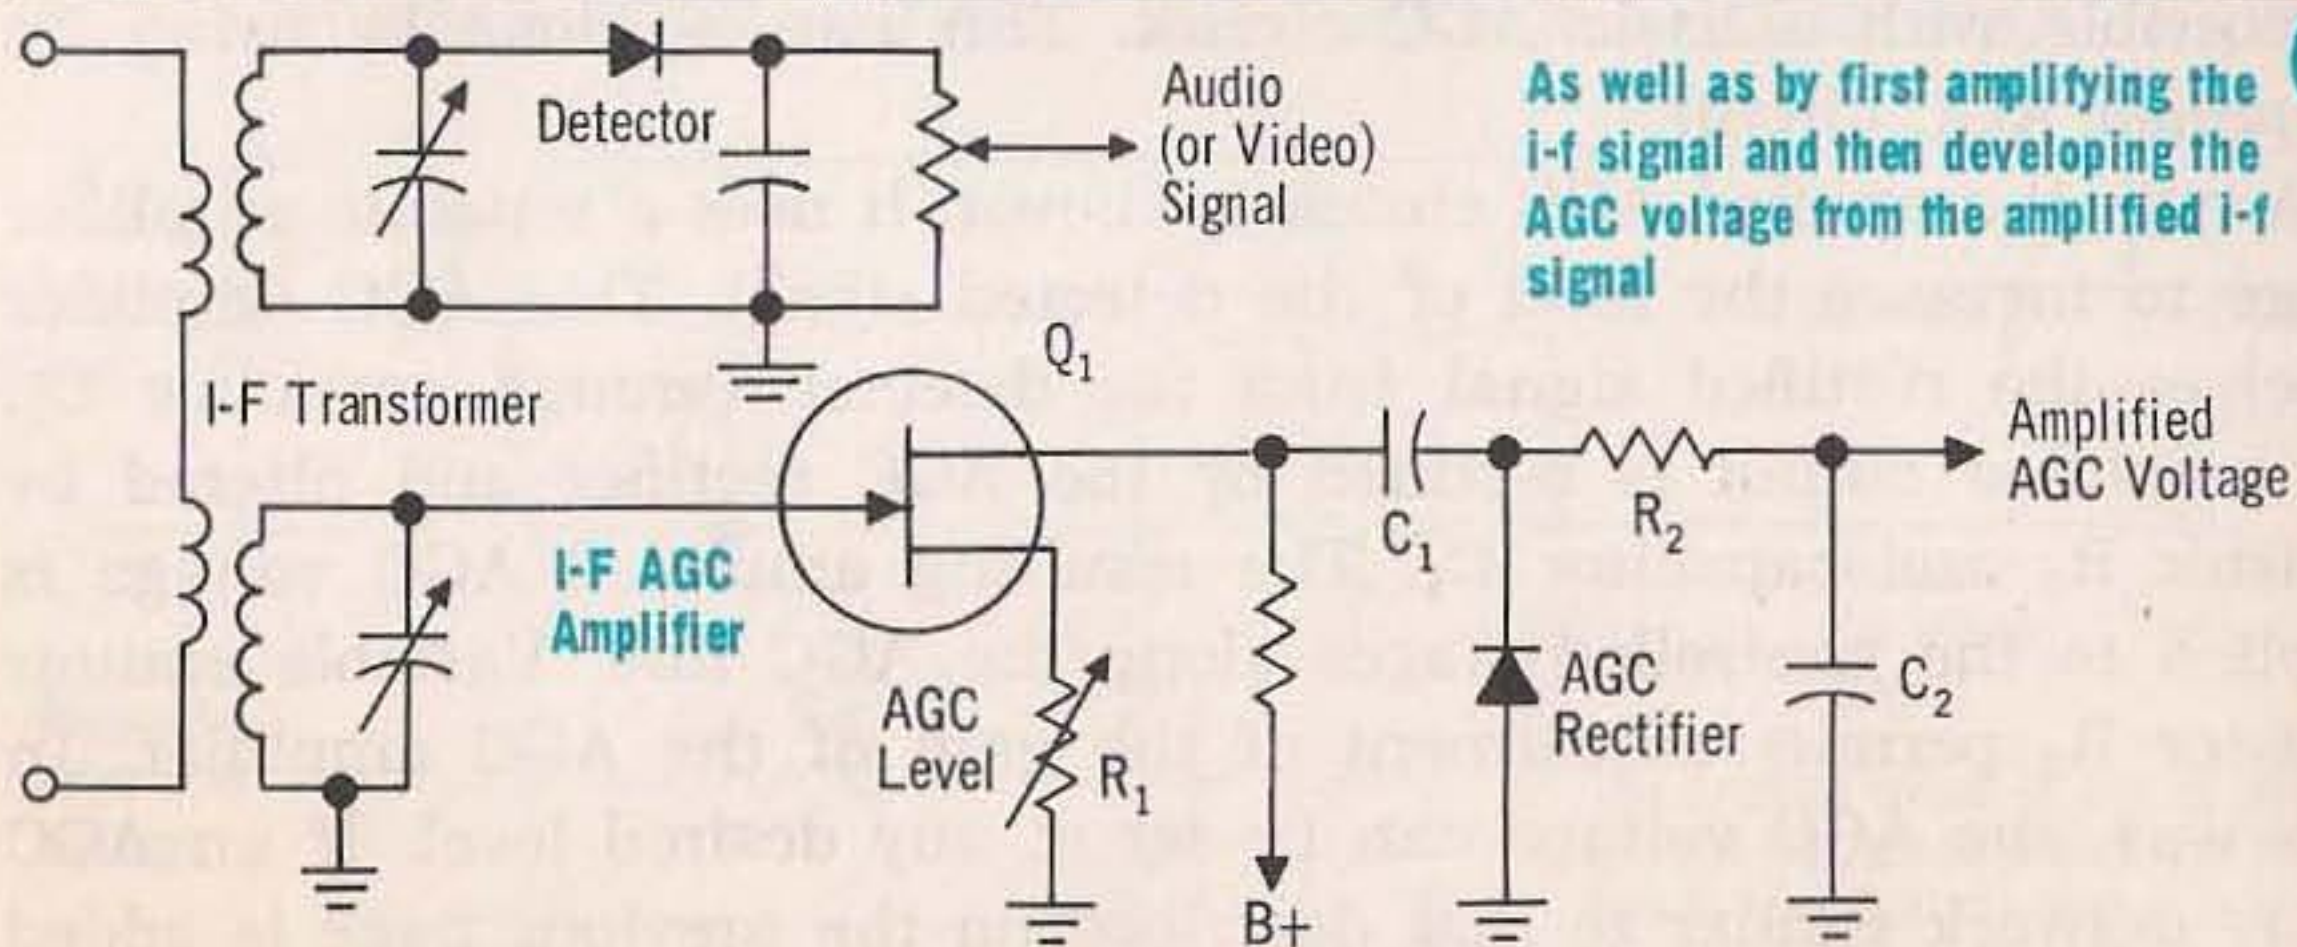 Audio
(or Video)
Signal
As well as by first amplifying the
i-f signal and then developing the
AGC voltage from the amplified i-f
signal
Detector
Q₁
I-F Transformer
Amplified
AGC Voltage
C₁
R₂
I-F AGC
Amplifier
AGC
Level
R₁
AGC
Rectifier
C₂
B+